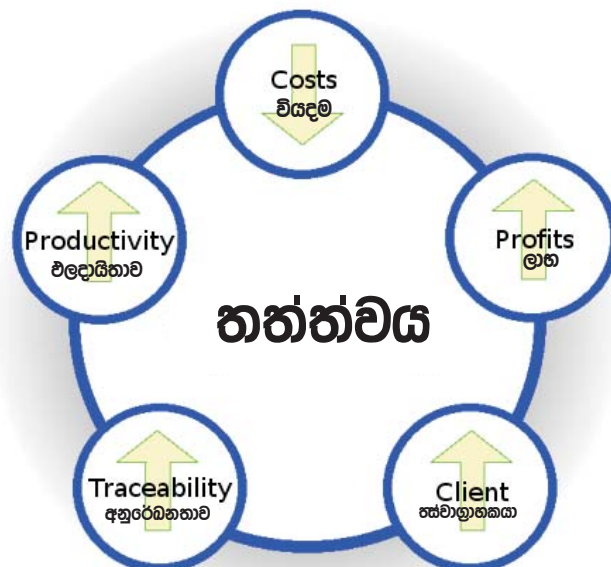 Costs
වියදම
Productivity
ඵලදායිතාව
Profits
ලාභ
තත්ත්වය
Traceability
අනුරේඛනතාව
Client
සේවාග්‍රාහකයා